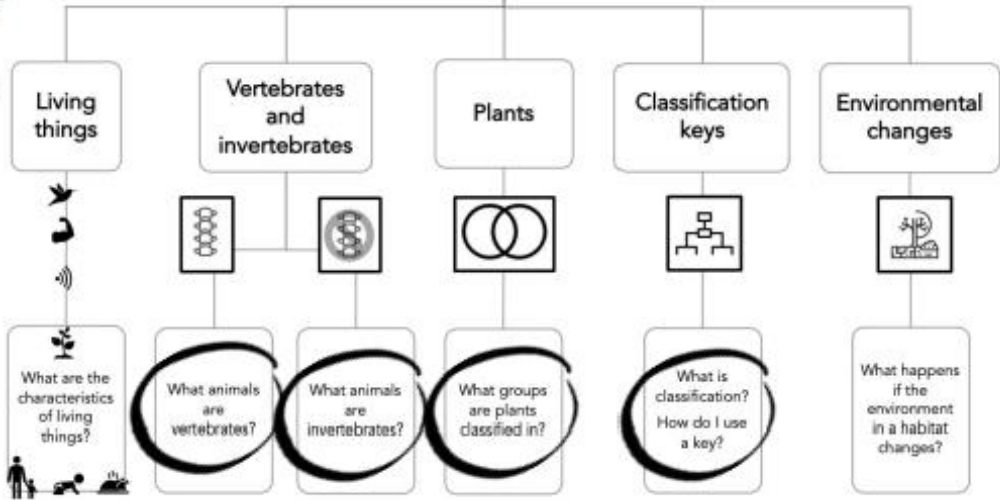 Living
things
Vertebrates
and
invertebrates
Plants
Classification
keys
Environmental
changes
What are the
characteristics
of living
things?
What animals
are
vertebrates?
What animals
are
invertebrates?
What groups
are plants
classified in?
What is
classification?
How do I use
a key?
What happens
if the
environment
in a habitat
changes?